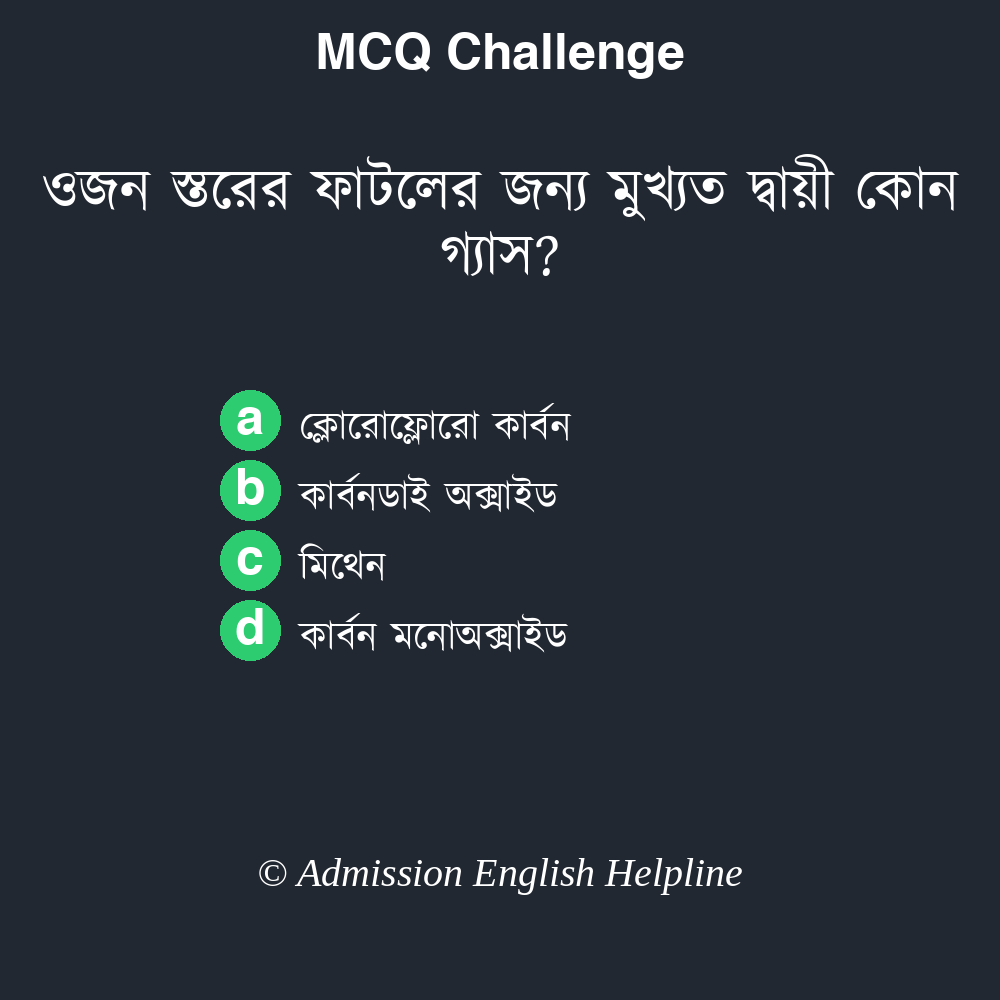 MCQ Challenge
ওজন স্তরের ফাটলের জন্য মুখ্যত দ্বায়ী কোন
গ্যাস?
a ক্লোরোফ্লোরো কার্বন
b কার্বনডাই অক্সাইড
c মিথেন
d কার্বন মনোঅক্সাইড
© Admission English Helpline